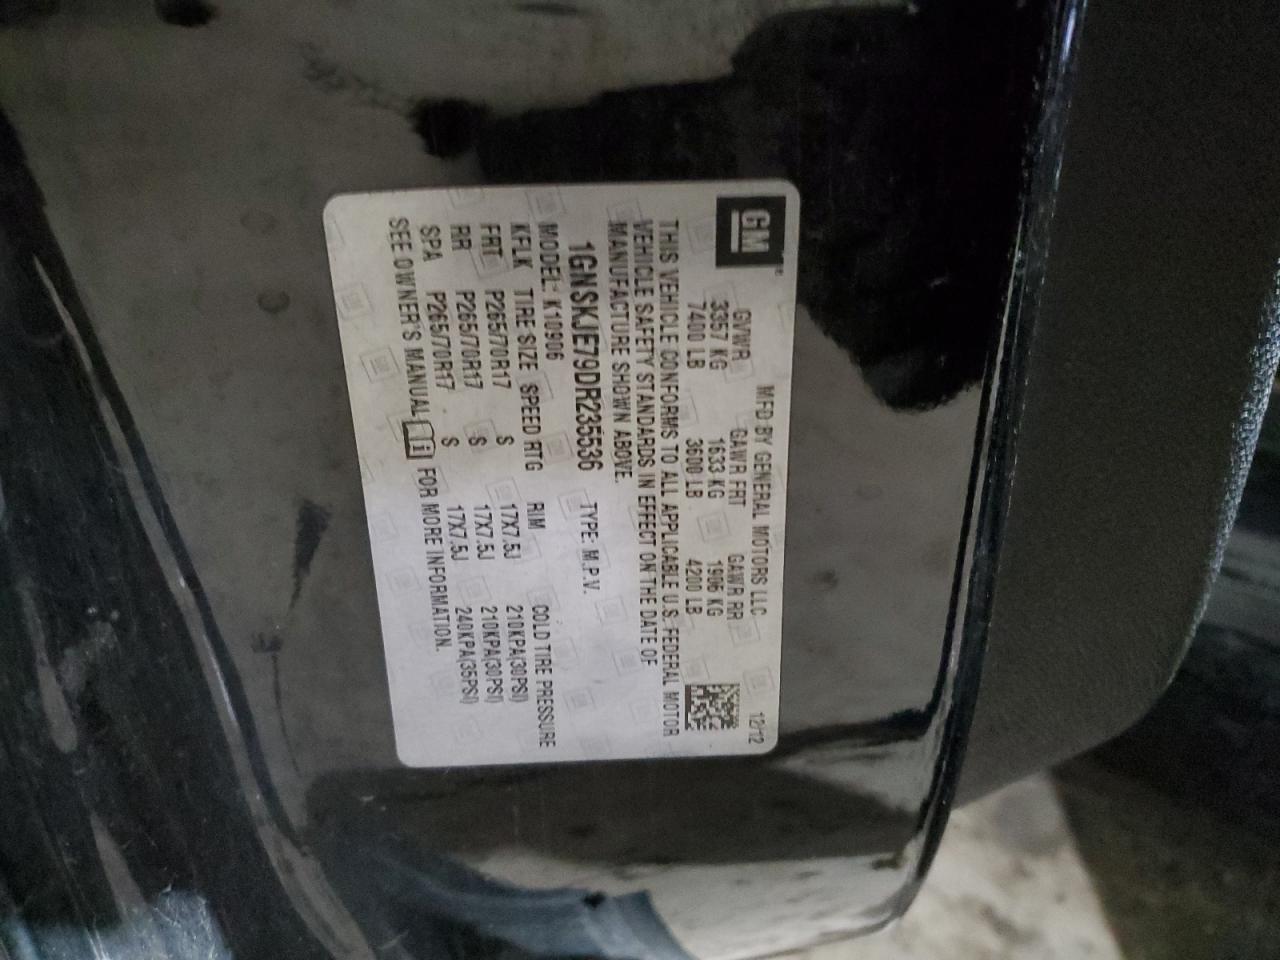 GM
MFD BY GENERAL MOTORS LLC 12/12
GVWR GAWR FRT GAWR RR
3357 KG 1633 KG 1906 KG
7400 LB 3600 LB 4200 LB
THIS VEHICLE CONFORMS TO ALL APPLICABLE U.S. FEDERAL MOTOR
VEHICLE SAFETY STANDARDS IN EFFECT ON THE DATE OF
MANUFACTURE SHOWN ABOVE.
1GNSKJE79DR235536 TYPE: M.P.V.
MODEL: K10906
KFLK TIRE SIZE SPEED RTG RIM COLD TIRE PRESSURE
FRT P265/70R17 S 17X7.5J 210KPA(30PSI)
RR P265/70R17 S 17X7.5J 210KPA(30PSI)
SPA P265/70R17 S 17X7.5J 240KPA(35PSI)
SEE OWNER'S MANUAL i FOR MORE INFORMATION.